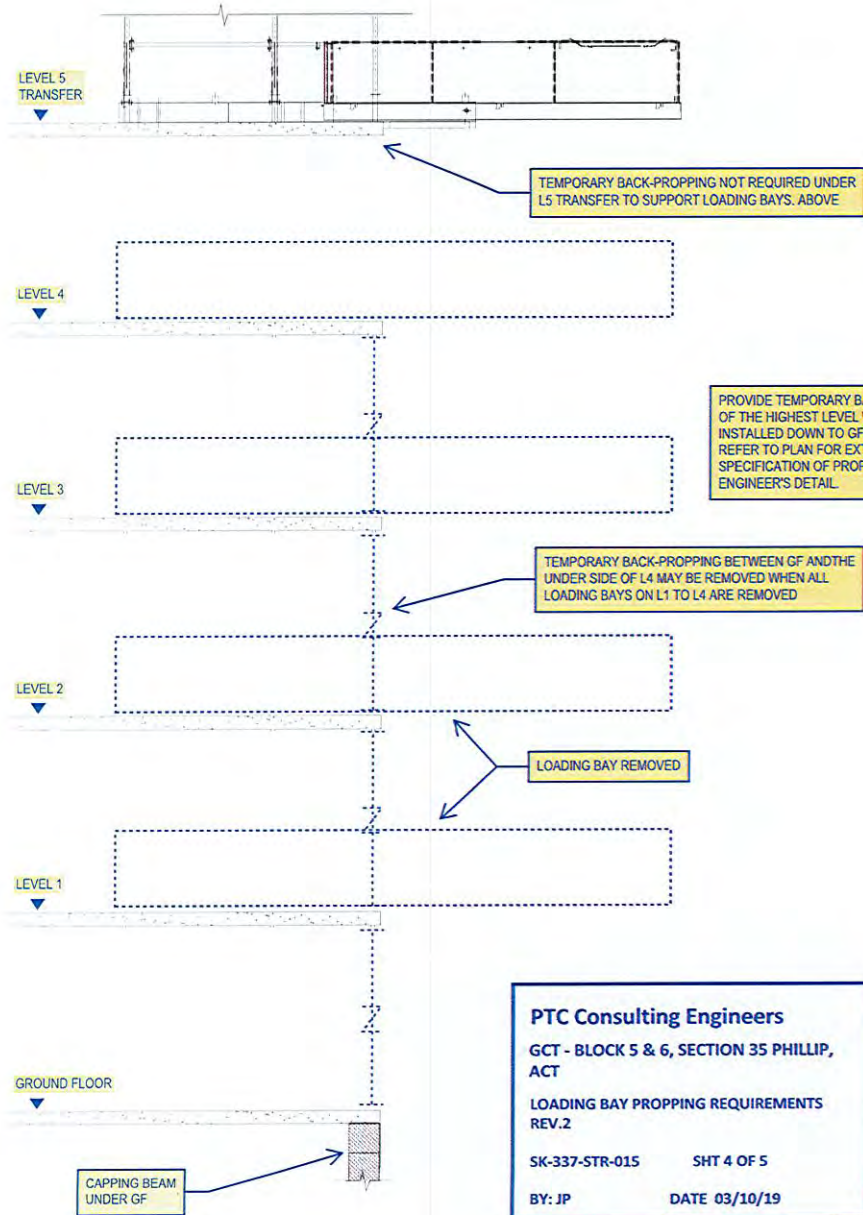 LEVEL 5
TRANSFER
TEMPORARY BACK-PROPPING NOT REQUIRED UNDER
L5 TRANSFER TO SUPPORT LOADING BAYS. ABOVE
LEVEL 4
PROVIDE TEMPORARY
OF THE HIGHEST LEVEL
INSTALLED DOWN TO GF
REFER TO PLAN FOR
SPECIFICATION OF
ENGINEER'S DETAIL.
LEVEL 3
TEMPORARY BACK-PROPPING BETWEEN GF ANDTHE
UNDER SIDE OF L4 MAY BE REMOVED WHEN ALL
LOADING BAYS ON L1 TO L4 ARE REMOVED
LEVEL 2
LOADING BAY REMOVED
LEVEL 1
GROUND FLOOR
CAPPING BEAM
UNDER GF
PTC Consulting Engineers
GCT - BLOCK 5 & 6, SECTION 35 PHILLIP,
ACT
LOADING BAY PROPPING REQUIREMENTS
REV.2
SK-337-STR-015 SHT 4 OF 5
BY: JP DATE 03/10/19